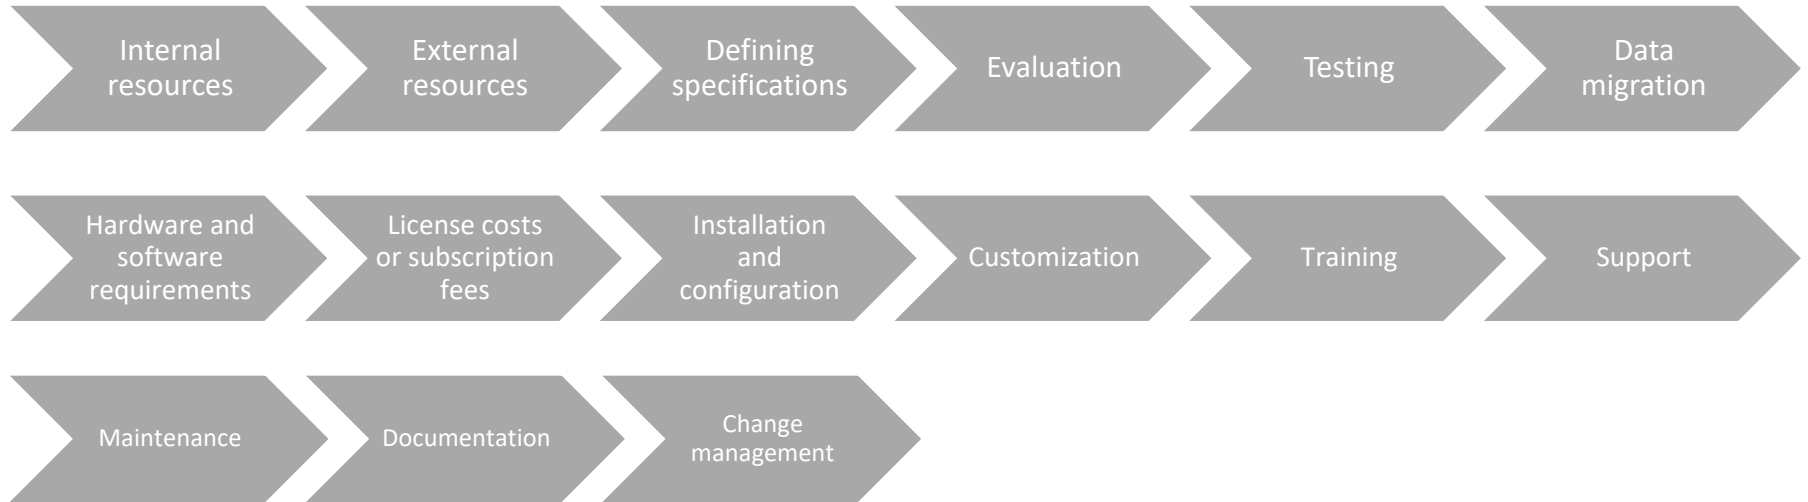 Internal
resources
External
resources
Defining
specifications
Evaluation
Testing
Data
migration
Hardware and
software
requirements
License costs
or subscription
fees
Installation
and
configuration
Customization
Training
Support
Maintenance
Documentation
Change
management